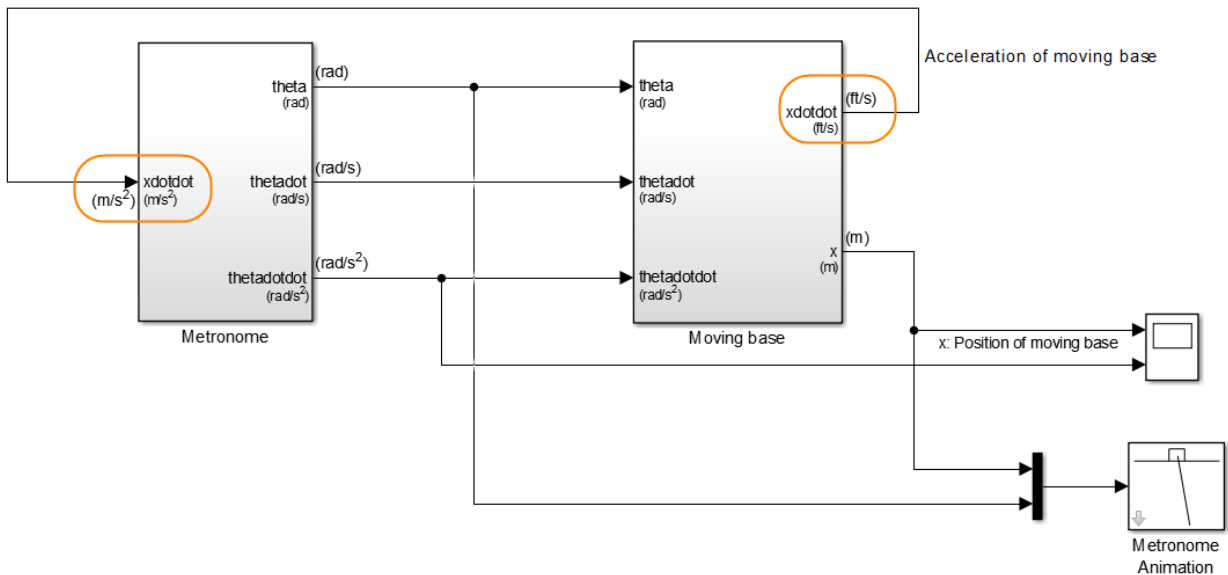 Acceleration of moving base
theta
(rad)
(rad)
thetadot
(rad/s)
(rad/s)
thetadotdot
(rad/s²)
(rad/s²)
xdotdot
(m/s²)
(m/s²)
Metronome
theta
(rad)
thetadot
(rad/s)
thetadotdot
(rad/s²)
xdotdot
(ft/s)
(ft/s)
x
(m)
(m)
Moving base
x: Position of moving base
Metronome
Animation